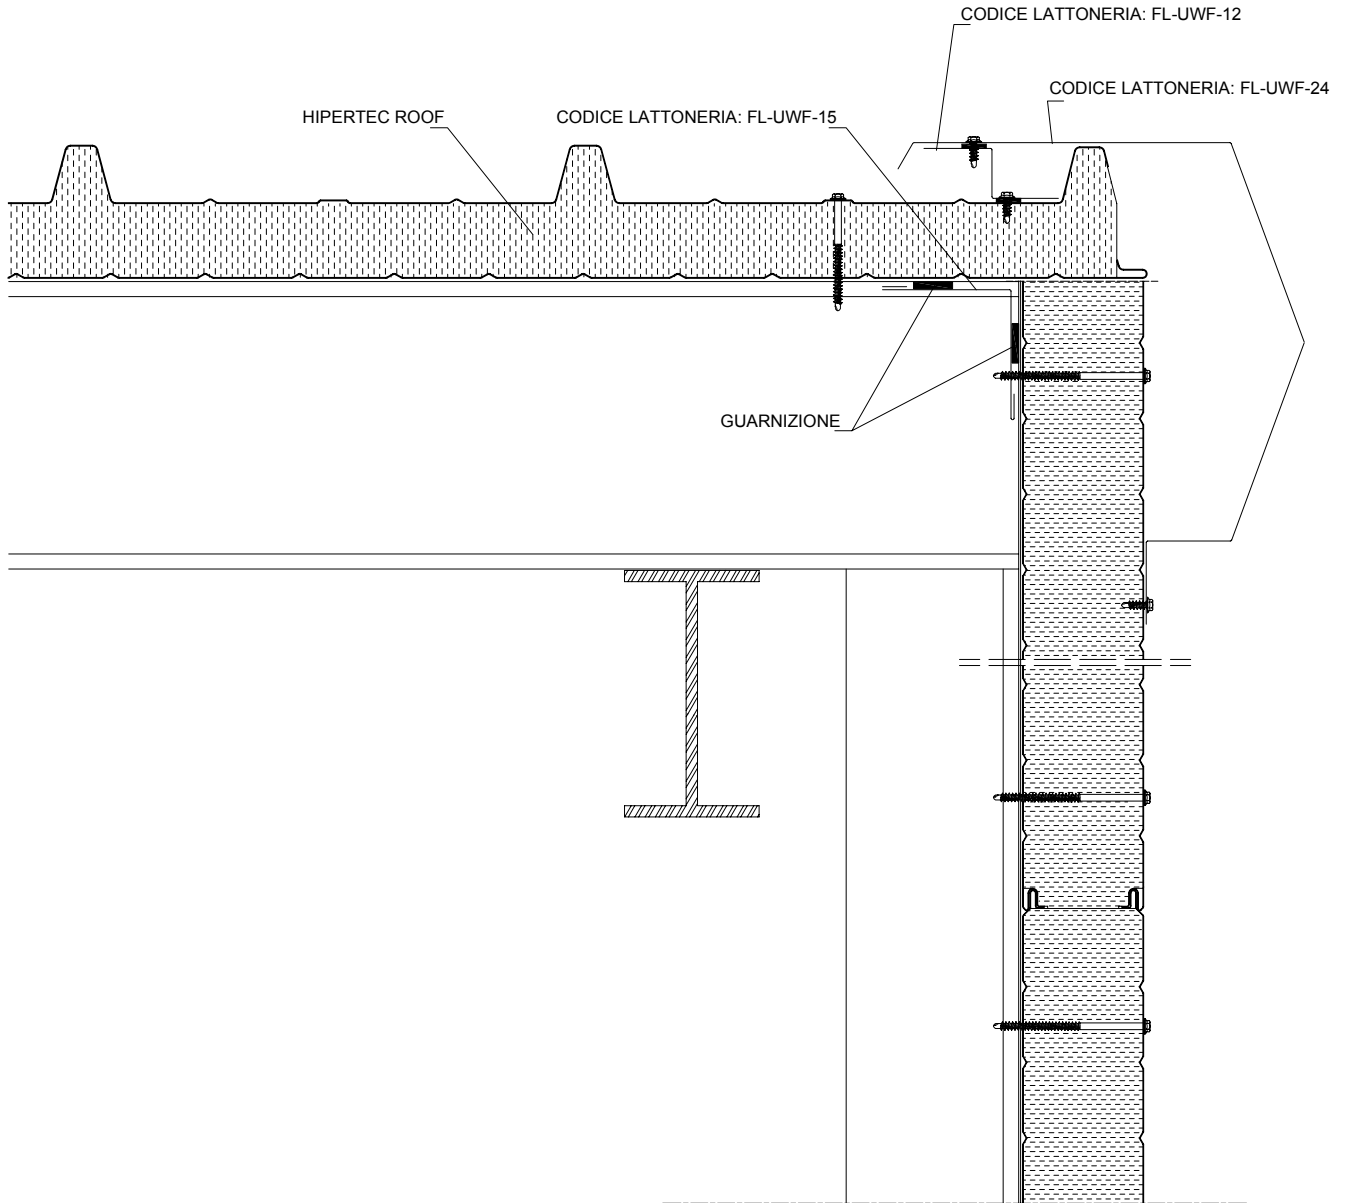 CODICE LATTONERIA: FL-UWF-12
CODICE LATTONERIA: FL-UWF-24
HIPERTEC ROOF
CODICE LATTONERIA: FL-UWF-15
GUARNIZIONE